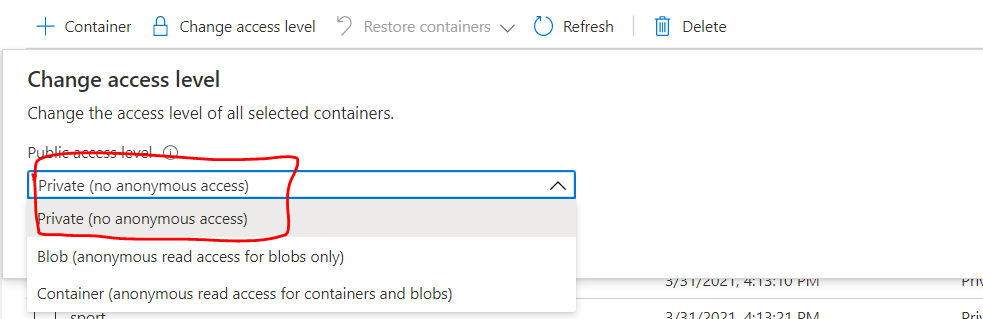 Container Change access level Restore containers Refresh Delete
Change access level
Change the access level of all selected containers.
Public access level
Private (no anonymous access)
Private (no anonymous access)
Blob (anonymous read access for blobs only)
Container (anonymous read access for containers and blobs)
3/31/2021, 4:13:10 PM
sport 3/31/2021, 4:13:21 PM